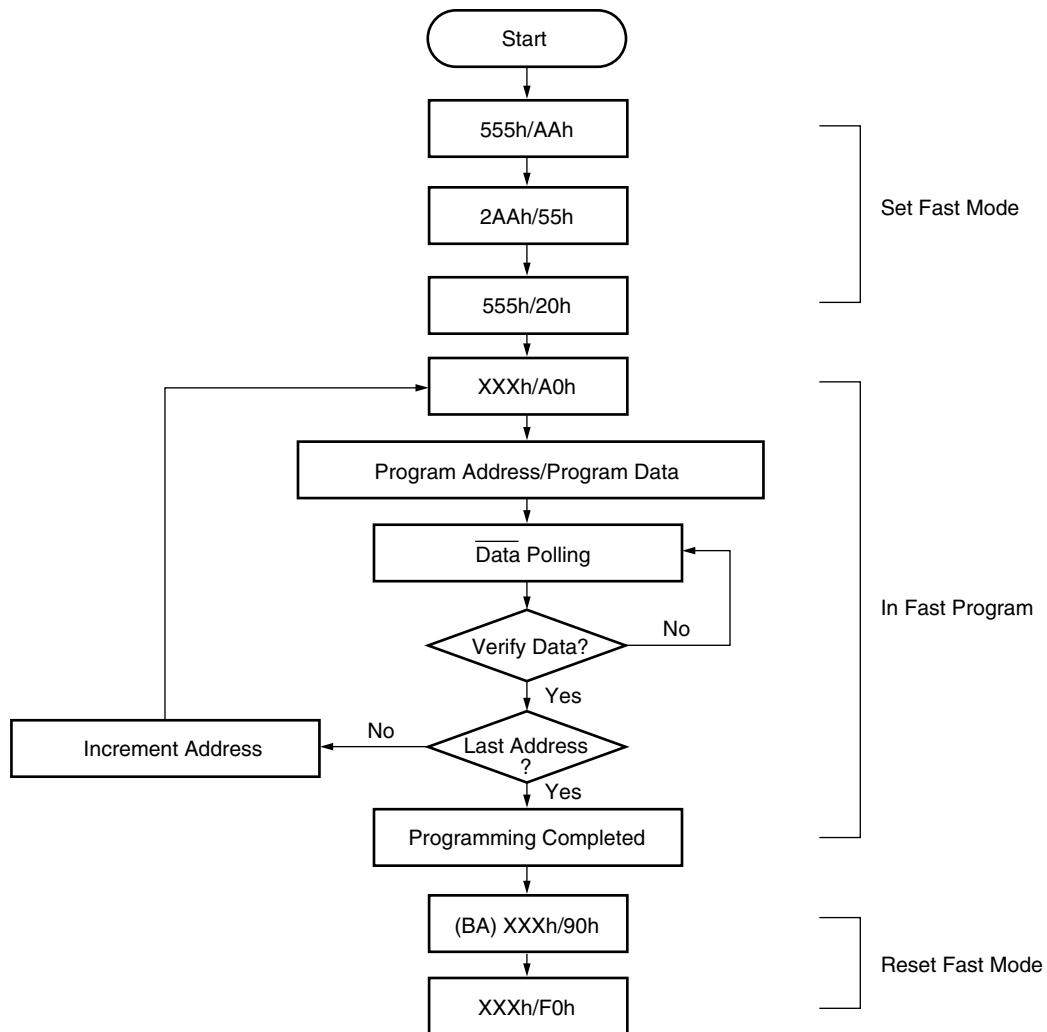 Start
555h/AAh
2AAh/55h
Set Fast Mode
555h/20h
XXXh/A0h
Program Address/Program Data
Data Polling
In Fast Program
Verify Data?
No
Yes
Increment Address
No
Last Address
?
Yes
Programming Completed
(BA) XXXh/90h
Reset Fast Mode
XXXh/F0h